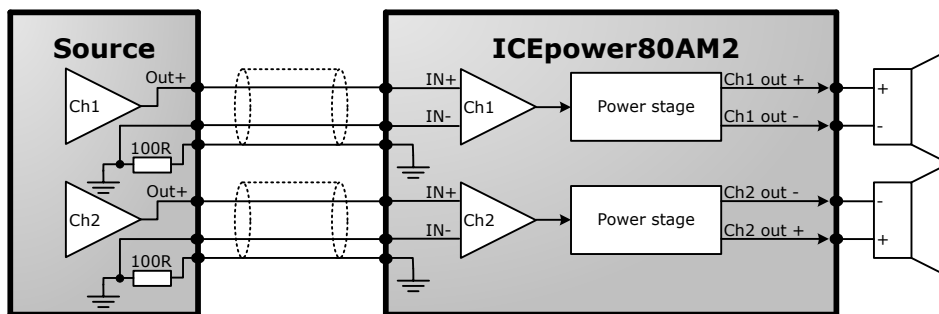 Source
ICEpower80AM2
Out+
Ch1
100R
IN+
IN-
Ch1
Power stage
Ch1 out +
Ch1 out -
+
-
Out+
Ch2
100R
IN+
IN-
Ch2
Power stage
Ch2 out -
Ch2 out +
-
+